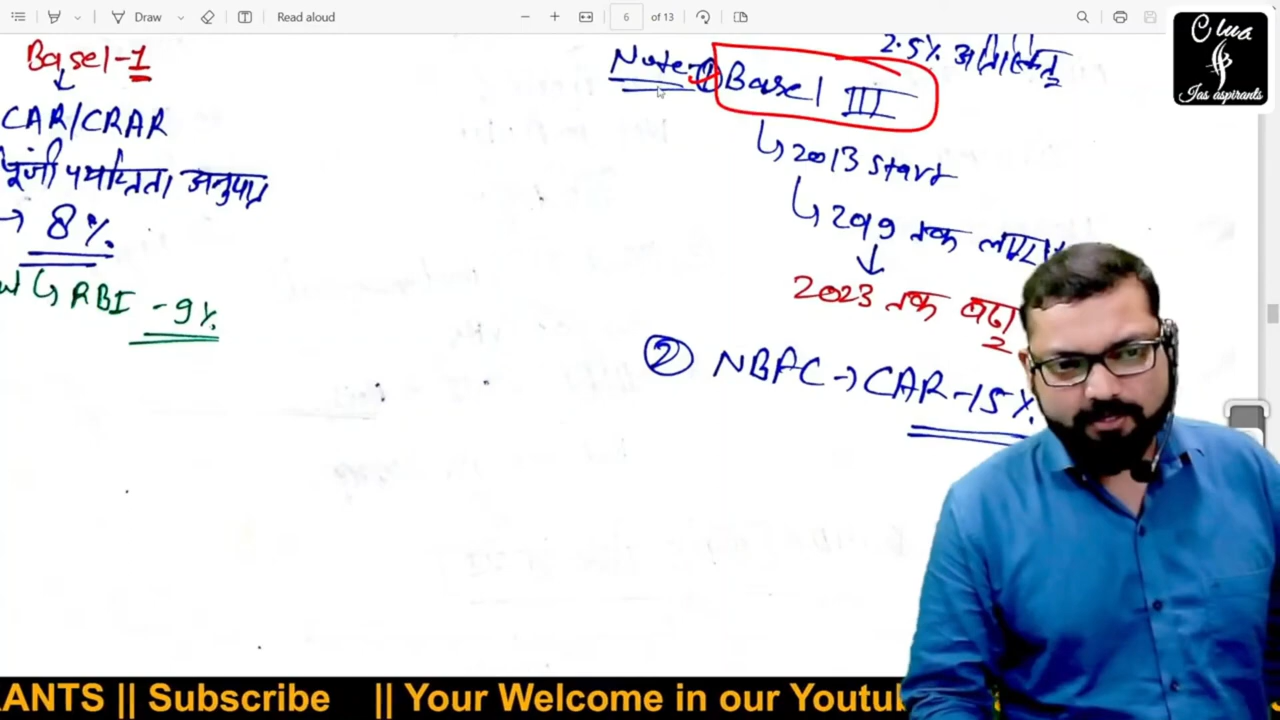 Draw
Read aloud
6 of 13
Clua
Ias aspirants
Basel-1
CAR/CRAR
पूंजी पर्याप्तता अनुपात
→ 8%.
↳ RBI - 9%.
2.5%. अतिरिक्त
Note- ① Basel III
↳ 2013 start
↳ 2019 तक
↓
2023 तक बढ़ा
② NBFC → CAR-15%.
ANTS || Subscribe || Your Welcome in our Youtu